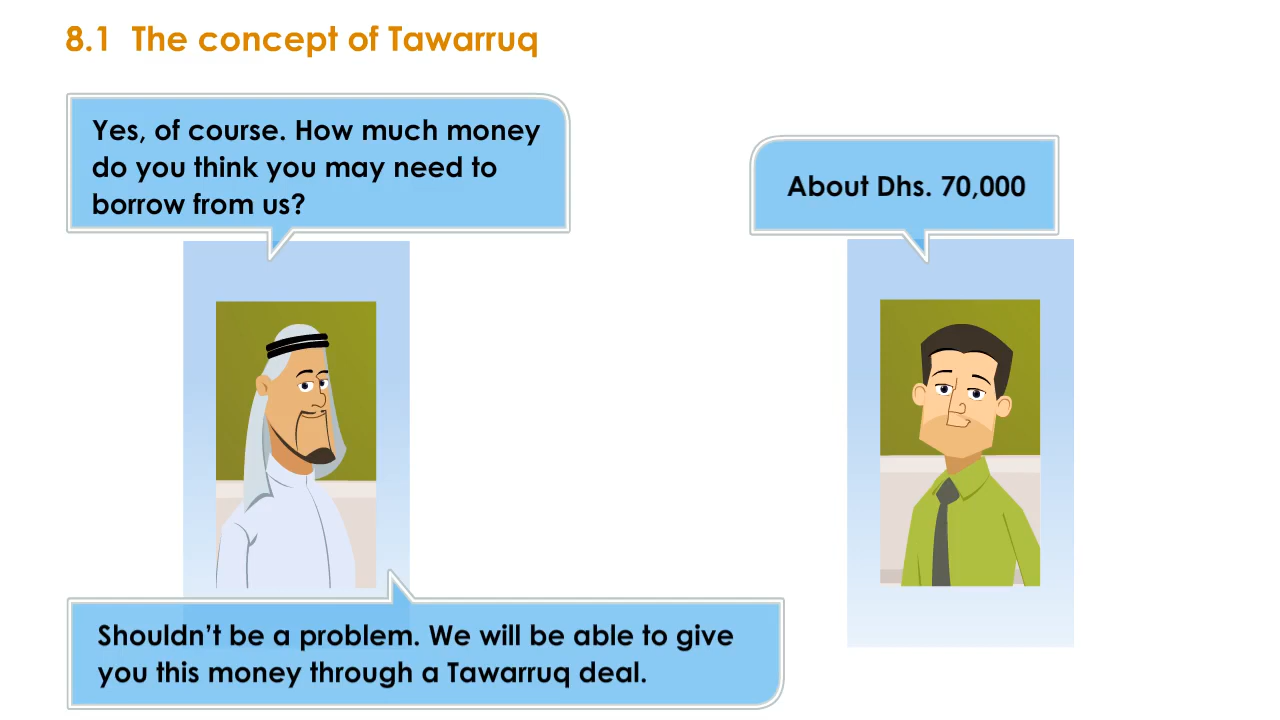 8.1 The concept of Tawarruq
Yes, of course. How much money
do you think you may need to
borrow from us?
About Dhs. 70,000
Shouldn't be a problem. We will be able to give
you this money through a Tawarruq deal.